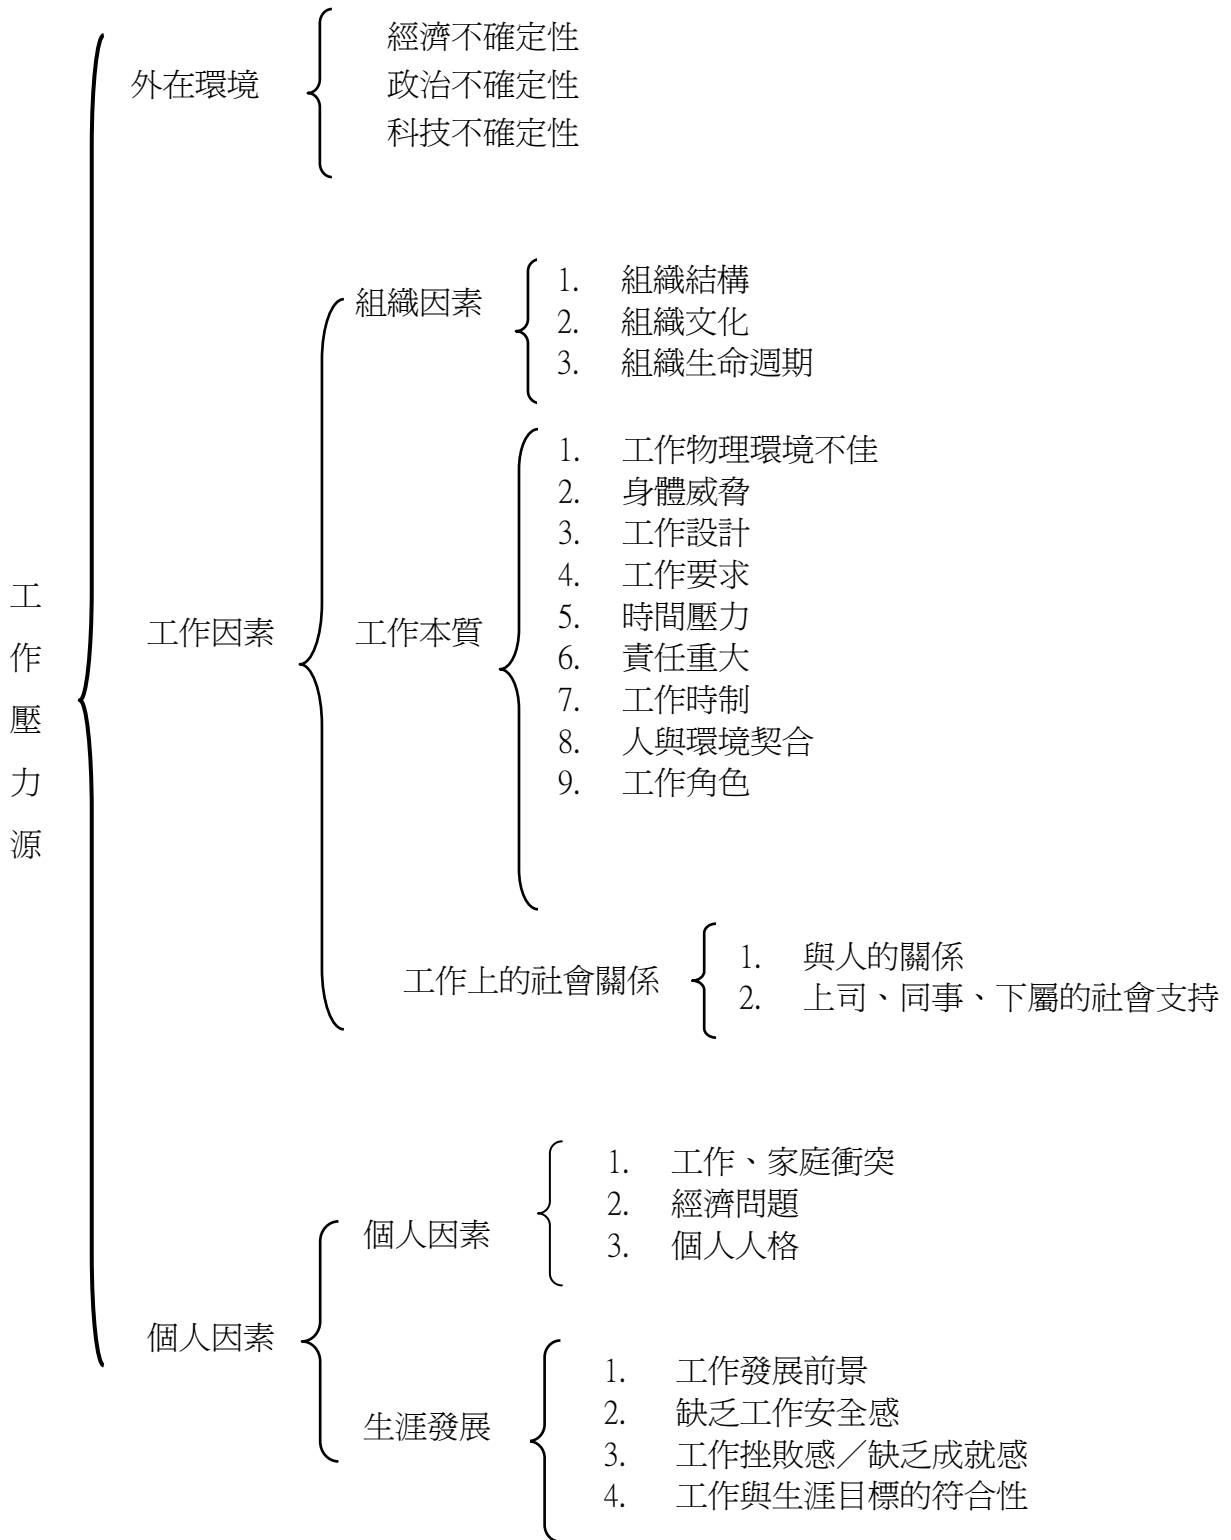 工作壓力源
外在環境
經濟不確定性
政治不確定性
科技不確定性
工作因素
組織因素
1. 組織結構
2. 組織文化
3. 組織生命週期
工作本質
1. 工作物理環境不佳
2. 身體威脅
3. 工作設計
4. 工作要求
5. 時間壓力
6. 責任重大
7. 工作時制
8. 人與環境契合
9. 工作角色
工作上的社會關係
1. 與人的關係
2. 上司、同事、下屬的社會支持
個人因素
個人因素
1. 工作、家庭衝突
2. 經濟問題
3. 個人人格
生涯發展
1. 工作發展前景
2. 缺乏工作安全感
3. 工作挫敗感／缺乏成就感
4. 工作與生涯目標的符合性